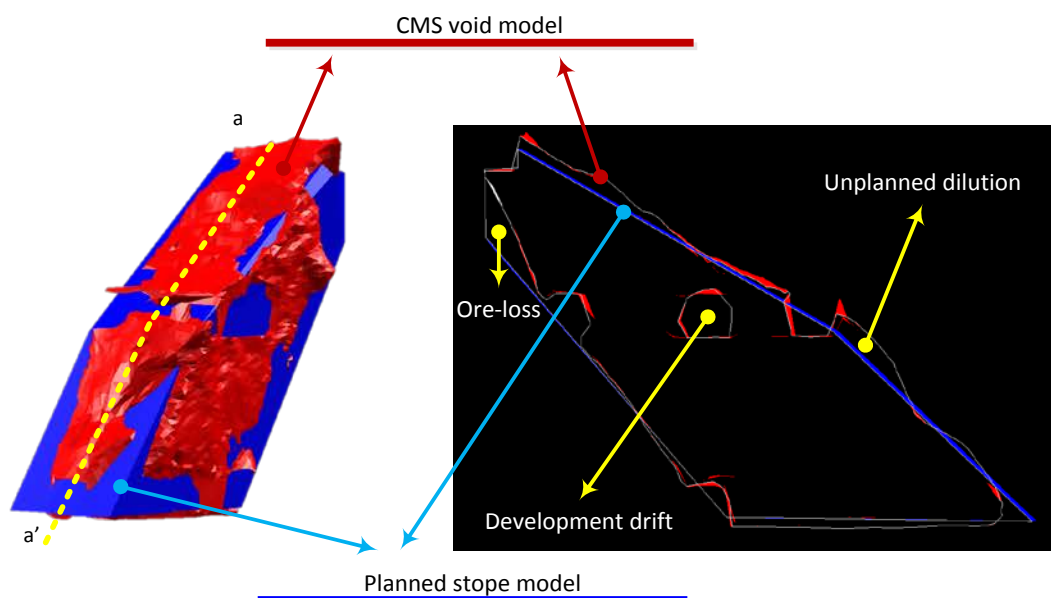 CMS void model
a
Unplanned dilution
Ore-loss
Development drift
a'
Planned stope model